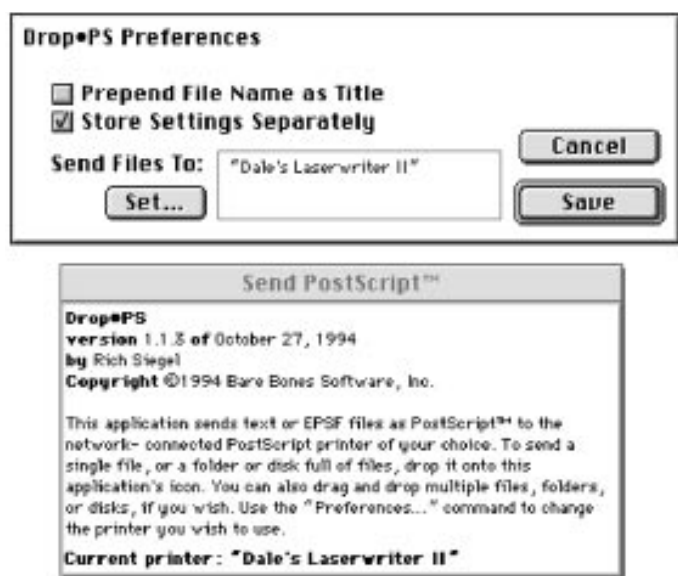 Drop•PS Preferences
Prepend File Name as Title
Store Settings Separately
Send Files To:
"Dale's Laserwriter II"
Set...
Cancel
Save
Send PostScript™
Drop•PS
version 1.1.3 of October 27, 1994
by Rich Siegel
Copyright ©1994 Bare Bones Software, Inc.
This application sends text or EPSF files as PostScript™ to the
network- connected PostScript printer of your choice. To send a
single file, or a folder or disk full of files, drop it onto this
application's icon. You can also drag and drop multiple files, folders,
or disks, if you wish. Use the "Preferences..." command to change
the printer you wish to use.
Current printer: "Dale's Laserwriter II"